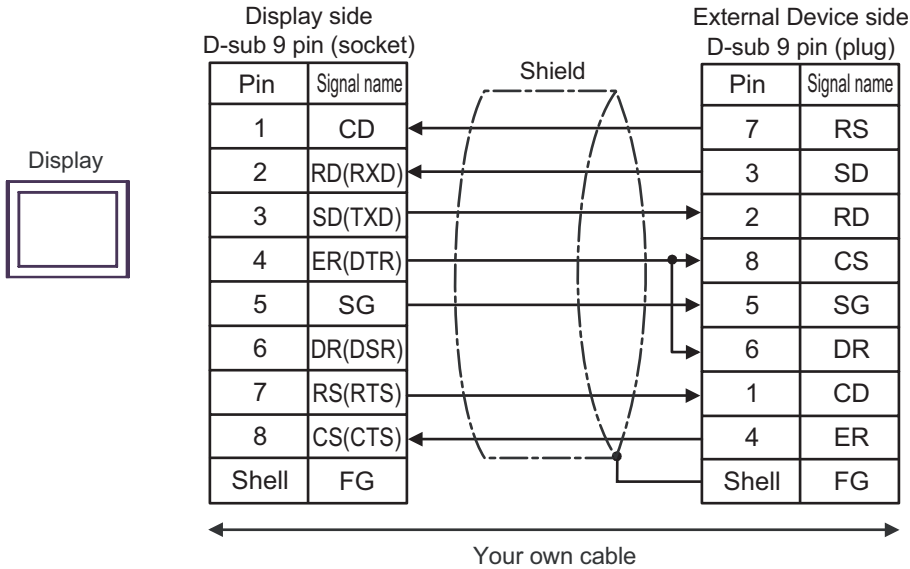 Display side
D-sub 9 pin (socket)
External Device side
D-sub 9 pin (plug)
Display
Shield
Pin Signal name
Pin Signal name
1 CD 7 RS
2 RD(RXD) 3 SD
3 SD(TXD) 2 RD
4 ER(DTR) 8 CS
5 SG 5 SG
6 DR(DSR) 6 DR
7 RS(RTS) 1 CD
8 CS(CTS) 4 ER
Shell FG Shell FG
Your own cable